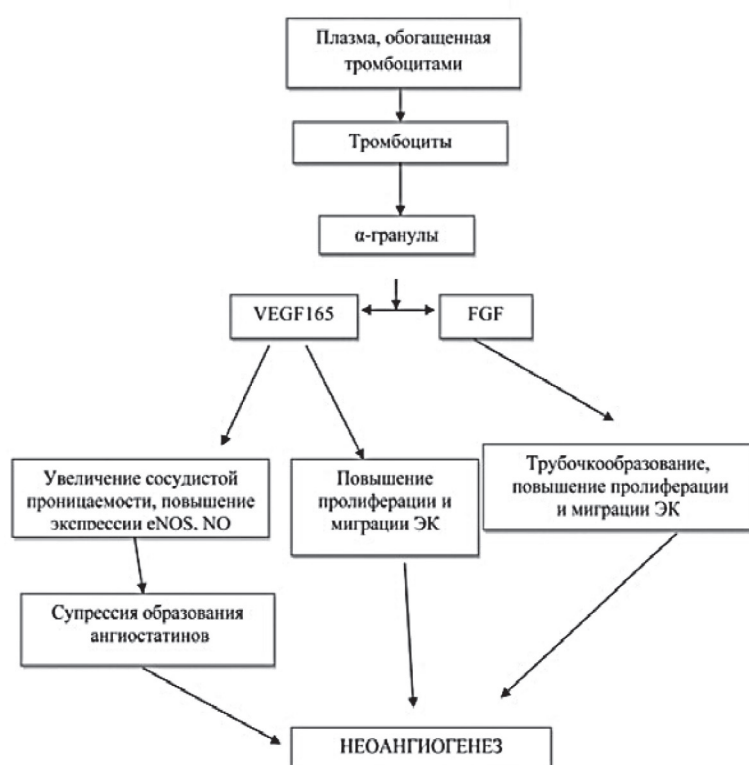 Плазма, обогащенная
тромбоцитами
Тромбоциты
α-гранулы
VEGF165
FGF
Увеличение сосудистой
проницаемости, повышение
экспрессии eNOS, NO
Повышение
пролиферации и
миграции ЭК
Трубочкообразование,
повышение пролиферации
и миграции ЭК
Супрессия образования
ангиостатинов
НЕОАНГИОГЕНЕЗ